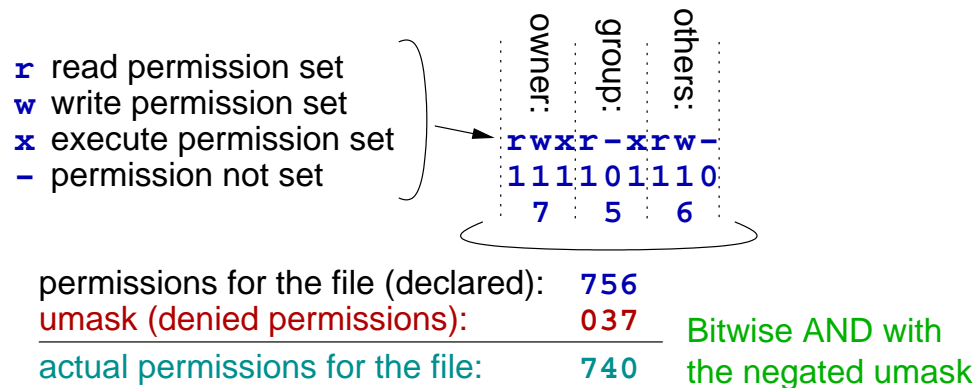 owner:
group:
others:
r read permission set
w write permission set
x execute permission set
- permission not set
rwxr-xrw-
111101110
7 5 6
permissions for the file (declared): 756
umask (denied permissions): 037
actual permissions for the file: 740
Bitwise AND with
the negated umask